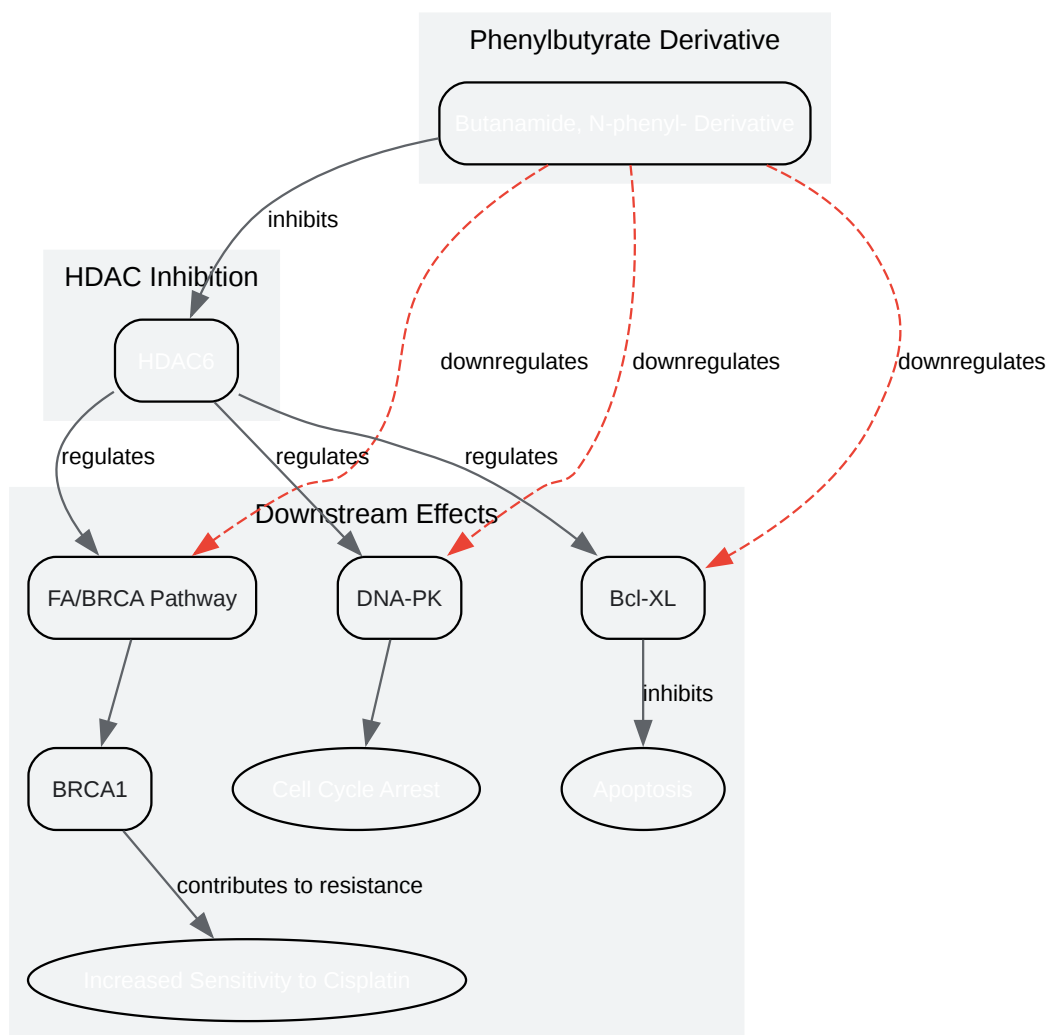 Phenylbutyrate Derivative
Butanamide, N-phenyl- Derivative
inhibits
HDAC Inhibition
HDAC6
downregulates
downregulates
downregulates
regulates
regulates
regulates
Downstream Effects
FA/BRCA Pathway
DNA-PK
Bcl-XL
inhibits
BRCA1
Cell Cycle Arrest
Apoptosis
contributes to resistance
Increased Sensitivity to Cisplatin